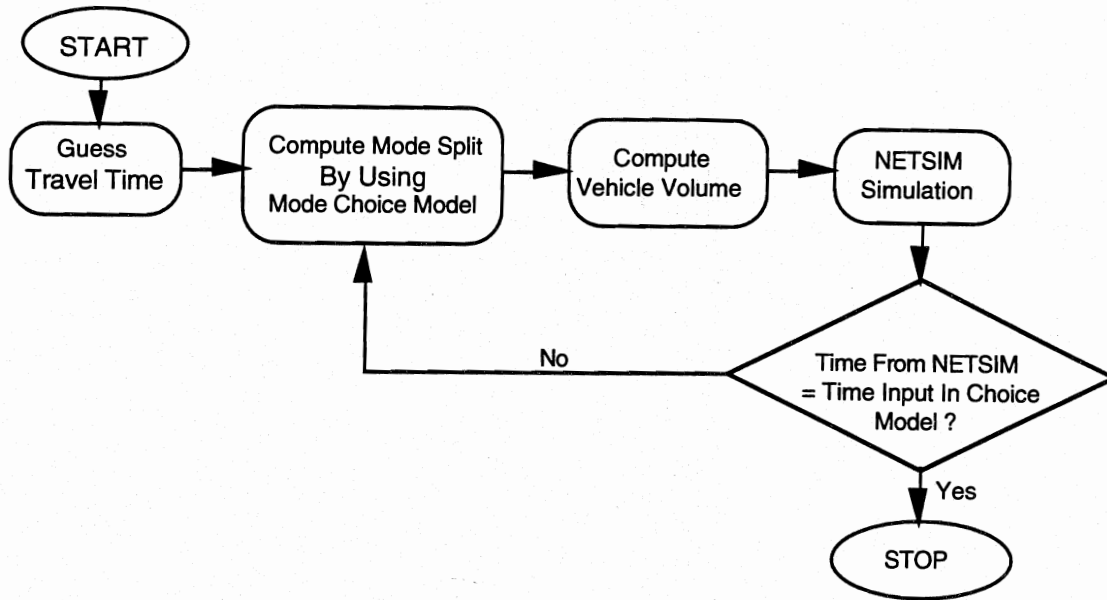 START
Guess
Travel Time
Compute Mode Split
By Using
Mode Choice Model
Compute
Vehicle Volume
NETSIM
Simulation
Time From NETSIM
= Time Input In Choice
Model ?
No
Yes
STOP